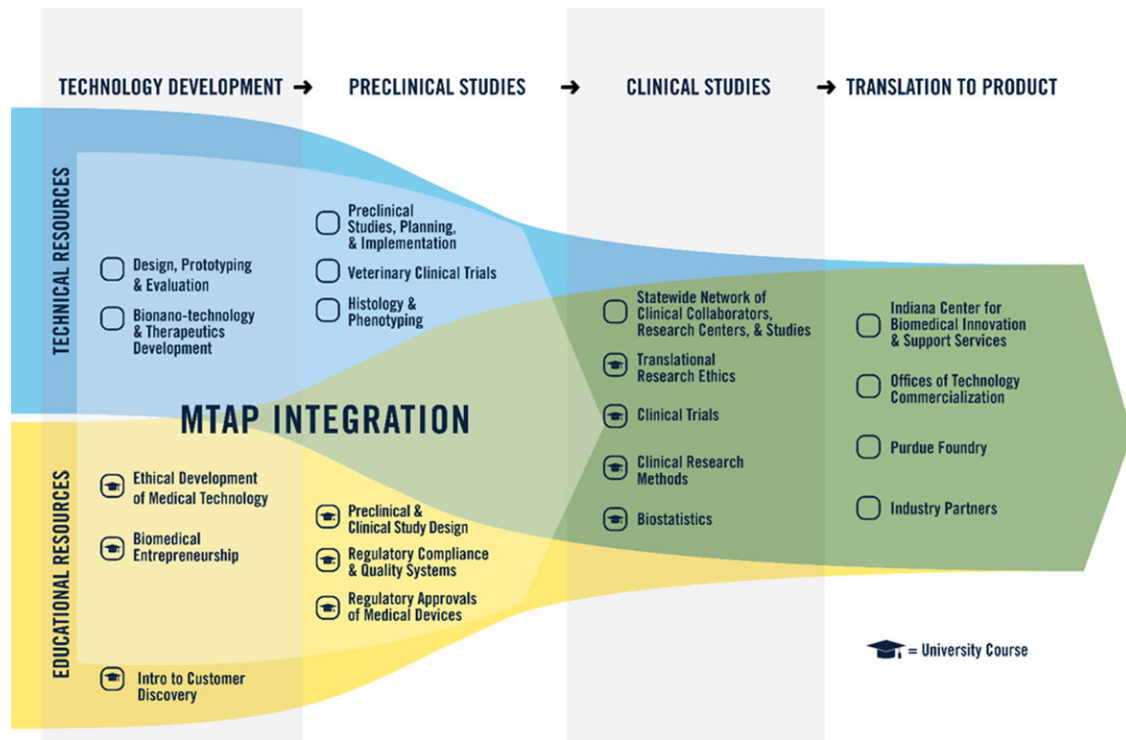 TECHNOLOGY DEVELOPMENT → PRECLINICAL STUDIES → CLINICAL STUDIES → TRANSLATION TO PRODUCT
TECHNICAL RESOURCES
Design, Prototyping
& Evaluation
Bionano-technology
& Therapeutics
Development
Preclinical
Studies, Planning,
& Implementation
Veterinary Clinical Trials
Histology &
Phenotyping
MTAP INTEGRATION
EDUCATIONAL RESOURCES
Ethical Development
of Medical Technology
Biomedical
Entrepreneurship
Intro to Customer
Discovery
Preclinical &
Clinical Study Design
Regulatory Compliance
& Quality Systems
Regulatory Approvals
of Medical Devices
Statewide Network of
Clinical Collaborators,
Research Centers, & Studies
Translational
Research Ethics
Clinical Trials
Clinical Research
Methods
Biostatistics
Indiana Center for
Biomedical Innovation
& Support Services
Offices of Technology
Commercialization
Purdue Foundry
Industry Partners
= University Course